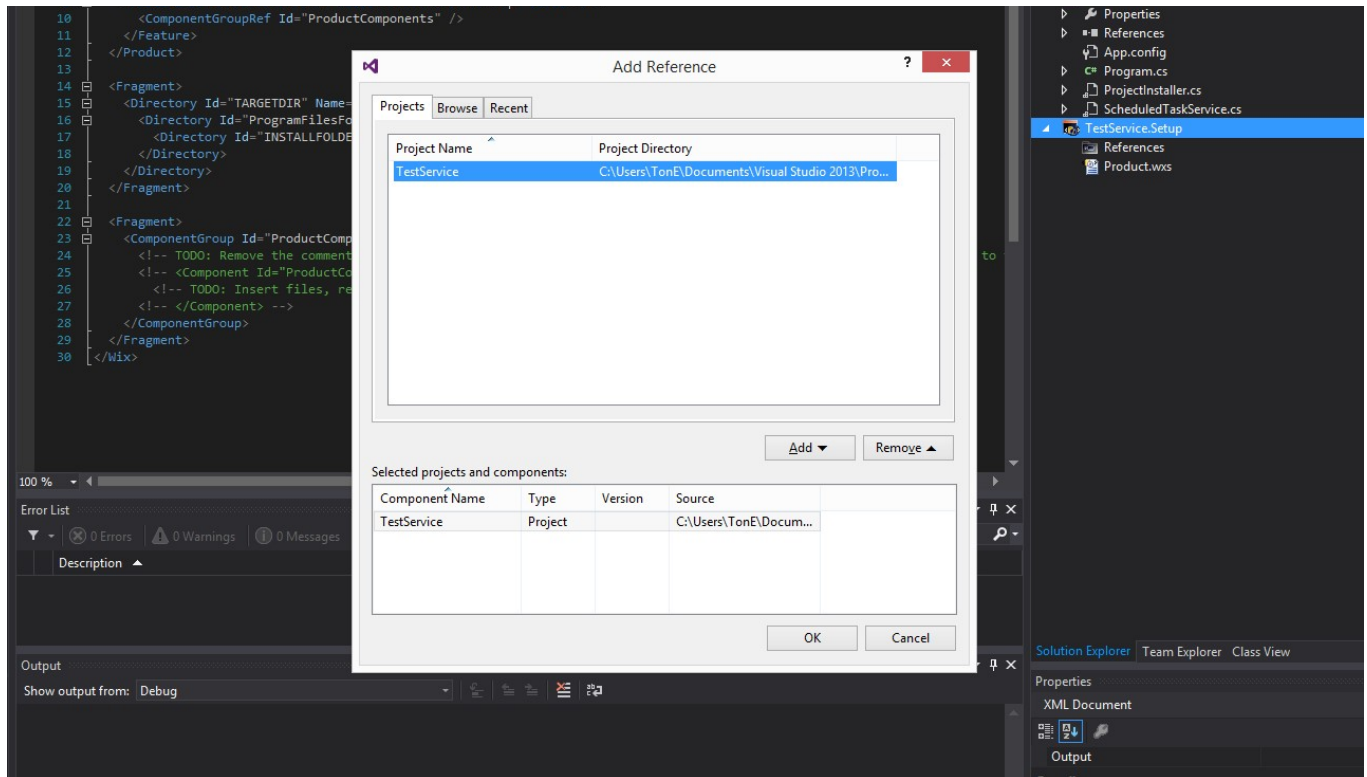 10 <ComponentGroupRef Id="ProductComponents" />
11 </Feature>
12 </Product>
13
14 <Fragment>
15 <Directory Id="TARGETDIR" Name=
16 <Directory Id="ProgramFilesFo
17 <Directory Id="INSTALLFOLDE
18 </Directory>
19 </Directory>
20 </Fragment>
21
22 <Fragment>
23 <ComponentGroup Id="ProductComp
24 <!-- TODO: Remove the comment to
25 <!-- <Component Id="ProductCo
26 <!-- TODO: Insert files, re
27 <!-- </Component> -->
28 </ComponentGroup>
29 </Fragment>
30 </Wix>
100 %
Error List
0 Errors 0 Warnings 0 Messages
Description
Output
Show output from: Debug
Add Reference
? ×
Projects Browse Recent
Project Name Project Directory
TestService C:\Users\TonE\Documents\Visual Studio 2013\Pro...
Add Remove
Selected projects and components:
Component Name Type Version Source
TestService Project C:\Users\TonE\Docum...
OK Cancel
Properties
References
App.config
C# Program.cs
ProjectInstaller.cs
ScheduledTaskService.cs
TestService.Setup
References
Product.wxs
Solution Explorer Team Explorer Class View
Properties
XML Document
Output